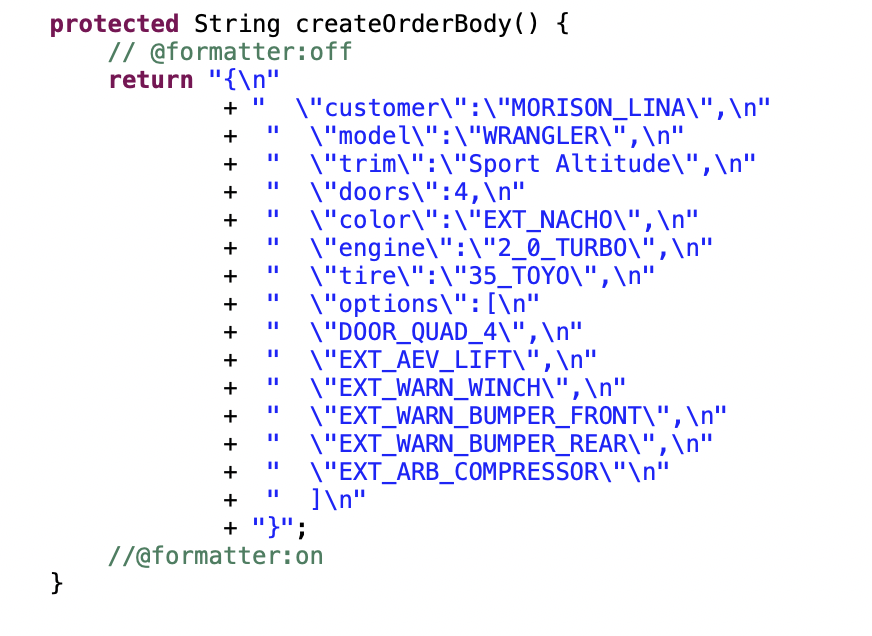 protected String createOrderBody() {
    // @formatter:off
    return "{\n"
            + "  \"customer\":\"MORISON_LINA\",\n"
            +  "  \"model\":\"WRANGLER\",\n"
            +  "  \"trim\":\"Sport Altitude\",\n"
            +  "  \"doors\":4,\n"
            +  "  \"color\":\"EXT_NACHO\",\n"
            +  "  \"engine\":\"2_0_TURBO\",\n"
            +  "  \"tire\":\"35_TOYO\",\n"
            +  "  \"options\":[\n"
            +  "  \"DOOR_QUAD_4\",\n"
            +  "  \"EXT_AEV_LIFT\",\n"
            +  "  \"EXT_WARN_WINCH\",\n"
            +  "  \"EXT_WARN_BUMPER_FRONT\",\n"
            +  "  \"EXT_WARN_BUMPER_REAR\",\n"
            +  "  \"EXT_ARB_COMPRESSOR\"\n"
            +  "  ]\n"
            + "}";
    //@formatter:on
}